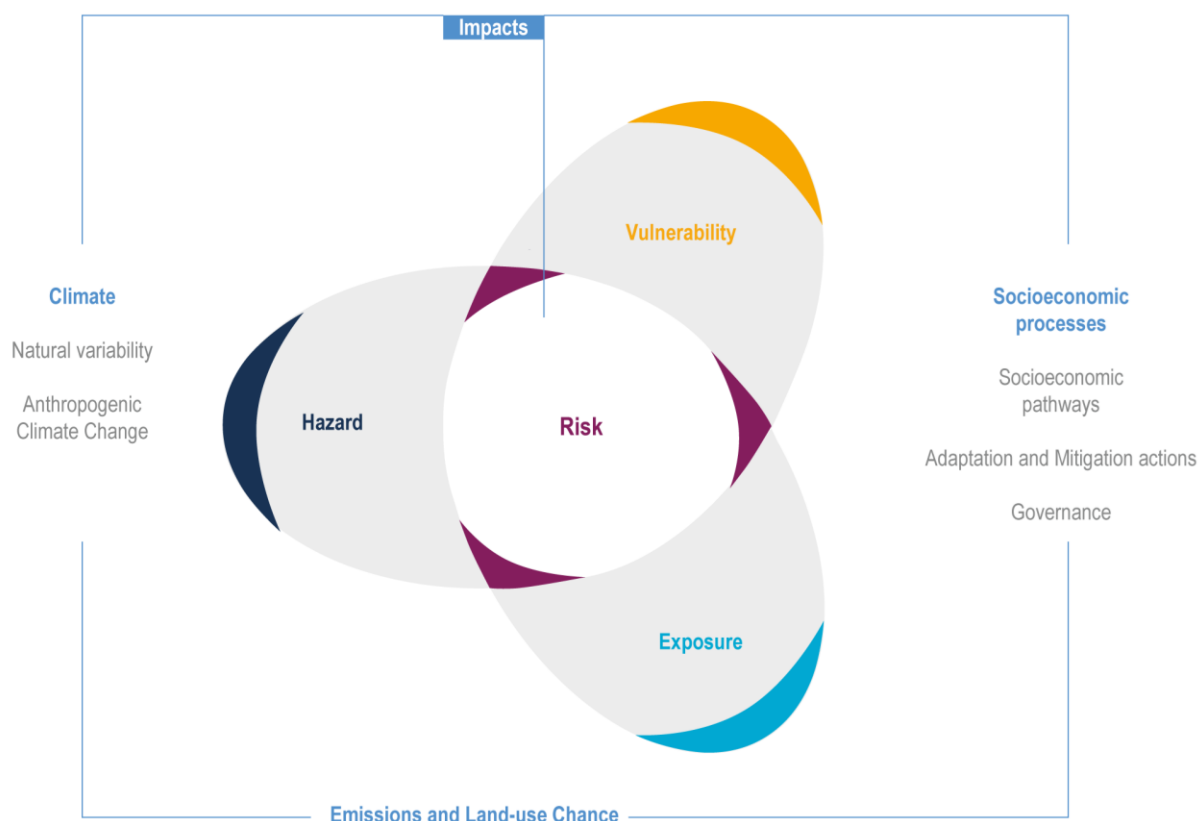 Impacts
Vulnerability
Climate
Natural variability
Anthropogenic
Climate Change
Hazard
Risk
Socioeconomic
processes
Socioeconomic
pathways
Adaptation and Mitigation actions
Governance
Exposure
Emissions and Land-use Chance